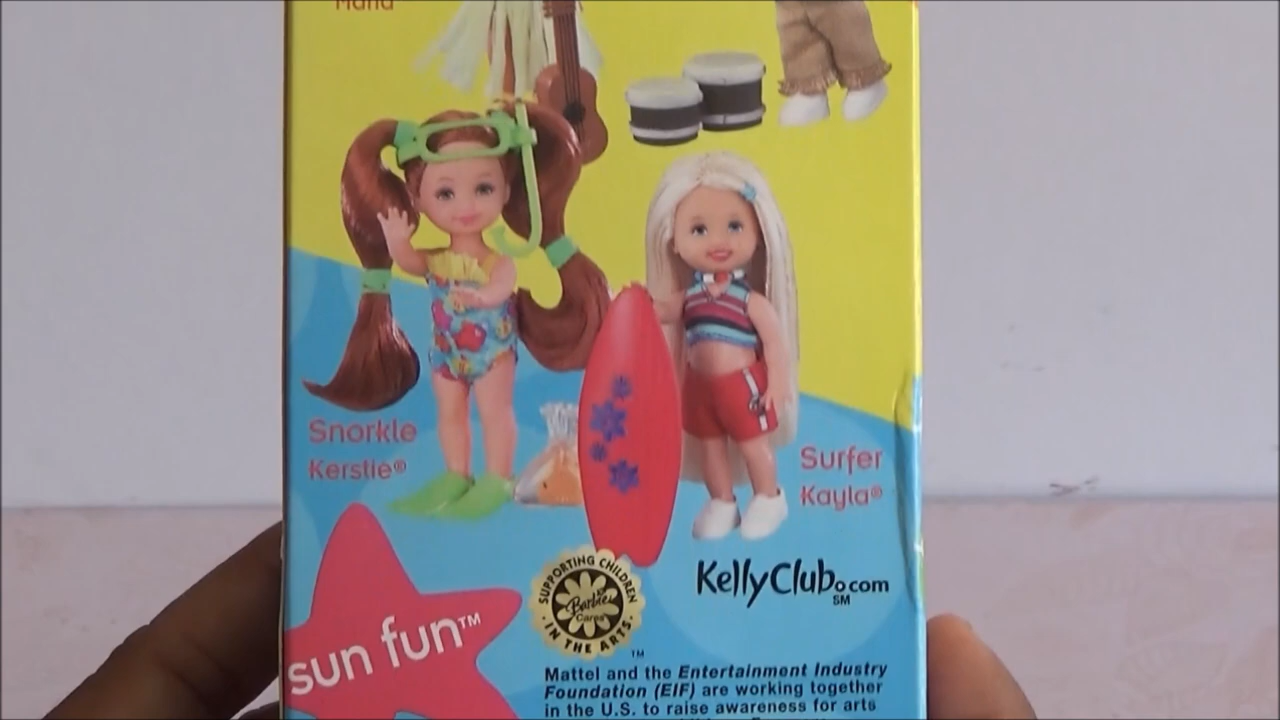 Snorkle
Kerstie®
Surfer
Kayla®
sun fun™
SUPPORTING CHILDREN
Barbie
Cares
IN THE ARTS
™
KellyClub.com
SM
Mattel and the Entertainment Industry
Foundation (EIF) are working together
in the U.S. to raise awareness for arts